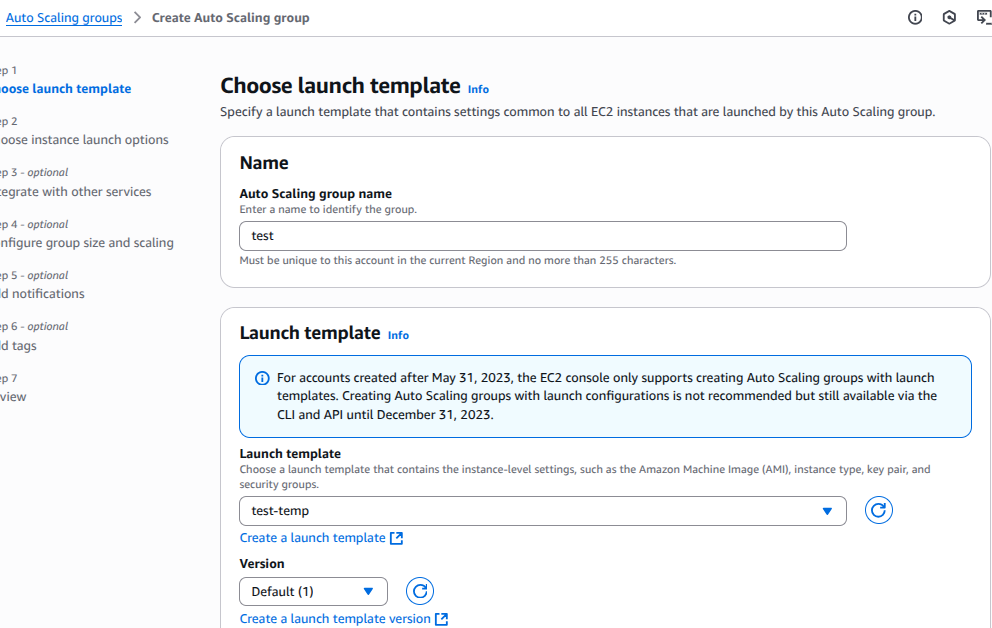 Auto Scaling groups > Create Auto Scaling group
ep 1
oose launch template
ep 2
oose instance launch options
ep 3 - optional
tegrate with other services
ep 4 - optional
nfigure group size and scaling
ep 5 - optional
d notifications
ep 6 - optional
d tags
ep 7
view
Choose launch template Info
Specify a launch template that contains settings common to all EC2 instances that are launched by this Auto Scaling group.
Name
Auto Scaling group name
Enter a name to identify the group.
test
Must be unique to this account in the current Region and no more than 255 characters.
Launch template Info
For accounts created after May 31, 2023, the EC2 console only supports creating Auto Scaling groups with launch
templates. Creating Auto Scaling groups with launch configurations is not recommended but still available via the
CLI and API until December 31, 2023.
Launch template
Choose a launch template that contains the instance-level settings, such as the Amazon Machine Image (AMI), instance type, key pair, and
security groups.
test-temp
Create a launch template
Version
Default (1)
Create a launch template version